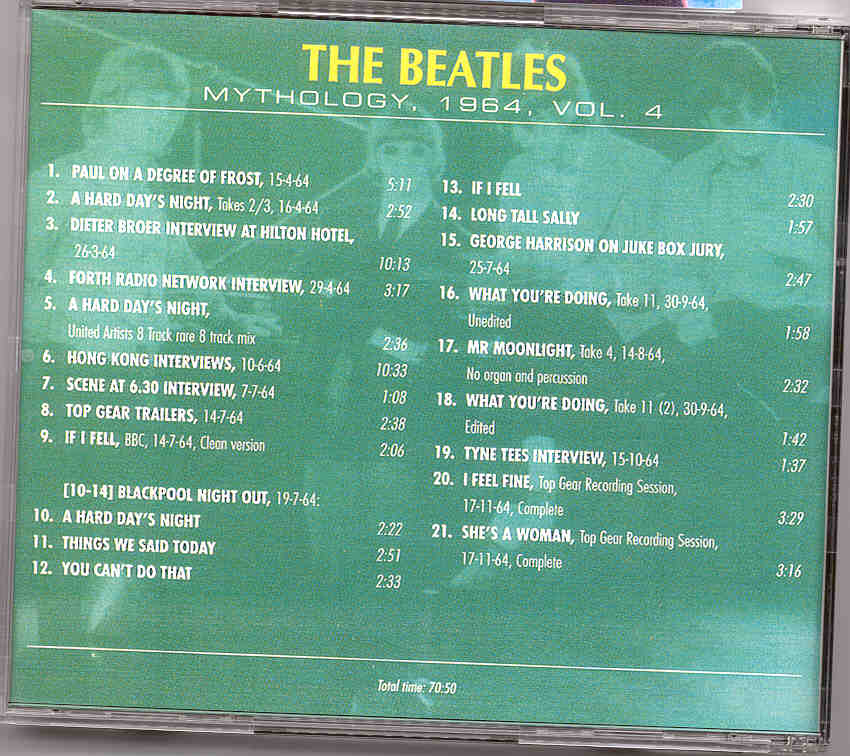 THE BEATLES
MYTHOLOGY, 1964, VOL. 4
1. PAUL ON A DEGREE OF FROST, 15-4-64 5:11
2. A HARD DAY'S NIGHT, Takes 2/3, 16-4-64 2:52
3. DIETER BROER INTERVIEW AT HILTON HOTEL,
26-3-64 10:13
4. FORTH RADIO NETWORK INTERVIEW, 29-4-64 3:17
5. A HARD DAY'S NIGHT,
United Artists 8 Track rare 8 track mix 2:36
6. HONG KONG INTERVIEWS, 10-6-64 10:33
7. SCENE AT 6.30 INTERVIEW, 7-7-64 1:08
8. TOP GEAR TRAILERS, 14-7-64 2:38
9. IF I FELL, BBC, 14-7-64, Clean version 2:06
[10-14] BLACKPOOL NIGHT OUT, 19-7-64:
10. A HARD DAY'S NIGHT 2:22
11. THINGS WE SAID TODAY 2:51
12. YOU CAN'T DO THAT 2:33
13. IF I FELL 2:30
14. LONG TALL SALLY 1:57
15. GEORGE HARRISON ON JUKE BOX JURY,
25-7-64 2:47
16. WHAT YOU'RE DOING, Take 11, 30-9-64,
Unedited 1:58
17. MR MOONLIGHT, Take 4, 14-8-64,
No organ and percussion 2:32
18. WHAT YOU'RE DOING, Take 11 (2), 30-9-64,
Edited 1:42
19. TYNE TEES INTERVIEW, 15-10-64 1:37
20. I FEEL FINE, Top Gear Recording Session,
17-11-64, Complete 3:29
21. SHE'S A WOMAN, Top Gear Recording Session,
17-11-64, Complete 3:16
Total time: 70:50